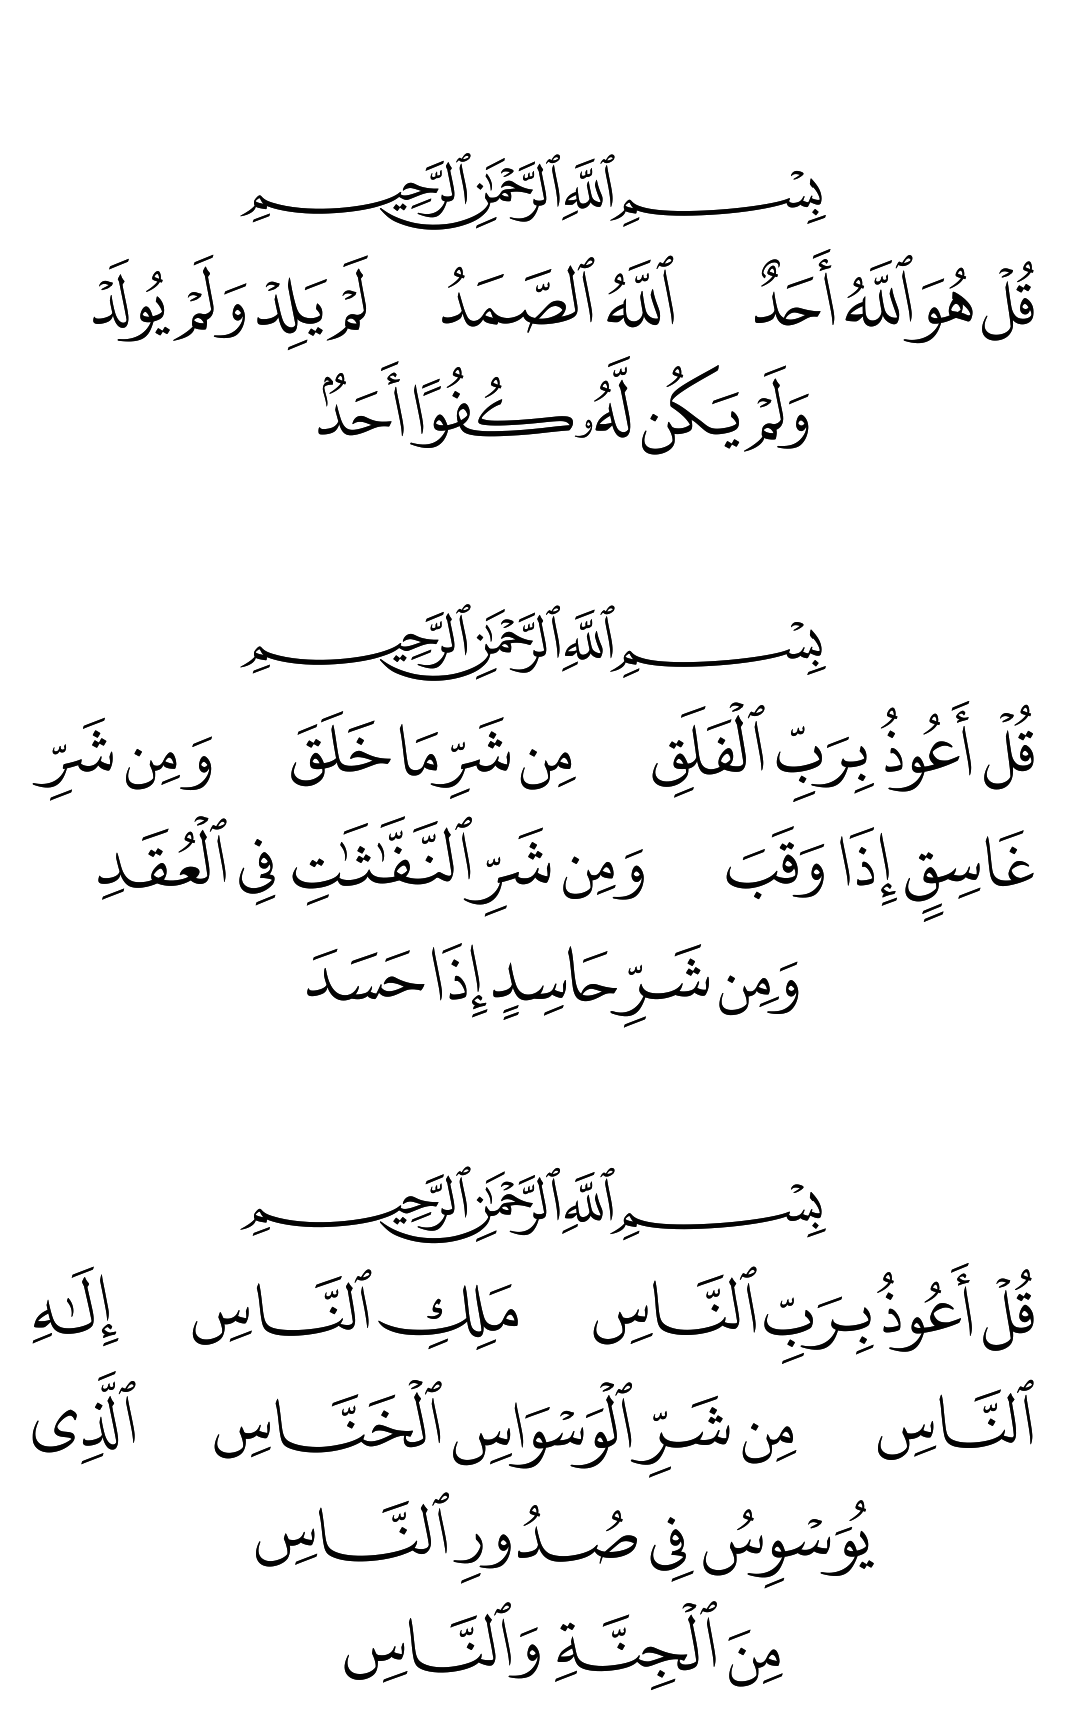 بِسْمِ ٱللَّهِ ٱلرَّحْمَٰنِ ٱلرَّحِيمِ
قُلْ هُوَ ٱللَّهُ أَحَدٌ ٱللَّهُ ٱلصَّمَدُ لَمْ يَلِدْ وَلَمْ يُولَدْ
وَلَمْ يَكُن لَّهُۥ كُفُوًا أَحَدٌۢ
بِسْمِ ٱللَّهِ ٱلرَّحْمَٰنِ ٱلرَّحِيمِ
قُلْ أَعُوذُ بِرَبِّ ٱلْفَلَقِ مِن شَرِّ مَا خَلَقَ وَمِن شَرِّ
غَاسِقٍ إِذَا وَقَبَ وَمِن شَرِّ ٱلنَّفَّٰثَٰتِ فِى ٱلْعُقَدِ
وَمِن شَرِّ حَاسِدٍ إِذَا حَسَدَ
بِسْمِ ٱللَّهِ ٱلرَّحْمَٰنِ ٱلرَّحِيمِ
قُلْ أَعُوذُ بِرَبِّ ٱلنَّاسِ مَلِكِ ٱلنَّاسِ إِلَٰهِ
ٱلنَّاسِ مِن شَرِّ ٱلْوَسْوَاسِ ٱلْخَنَّاسِ ٱلَّذِى
يُوَسْوِسُ فِى صُدُورِ ٱلنَّاسِ
مِنَ ٱلْجِنَّةِ وَٱلنَّاسِ